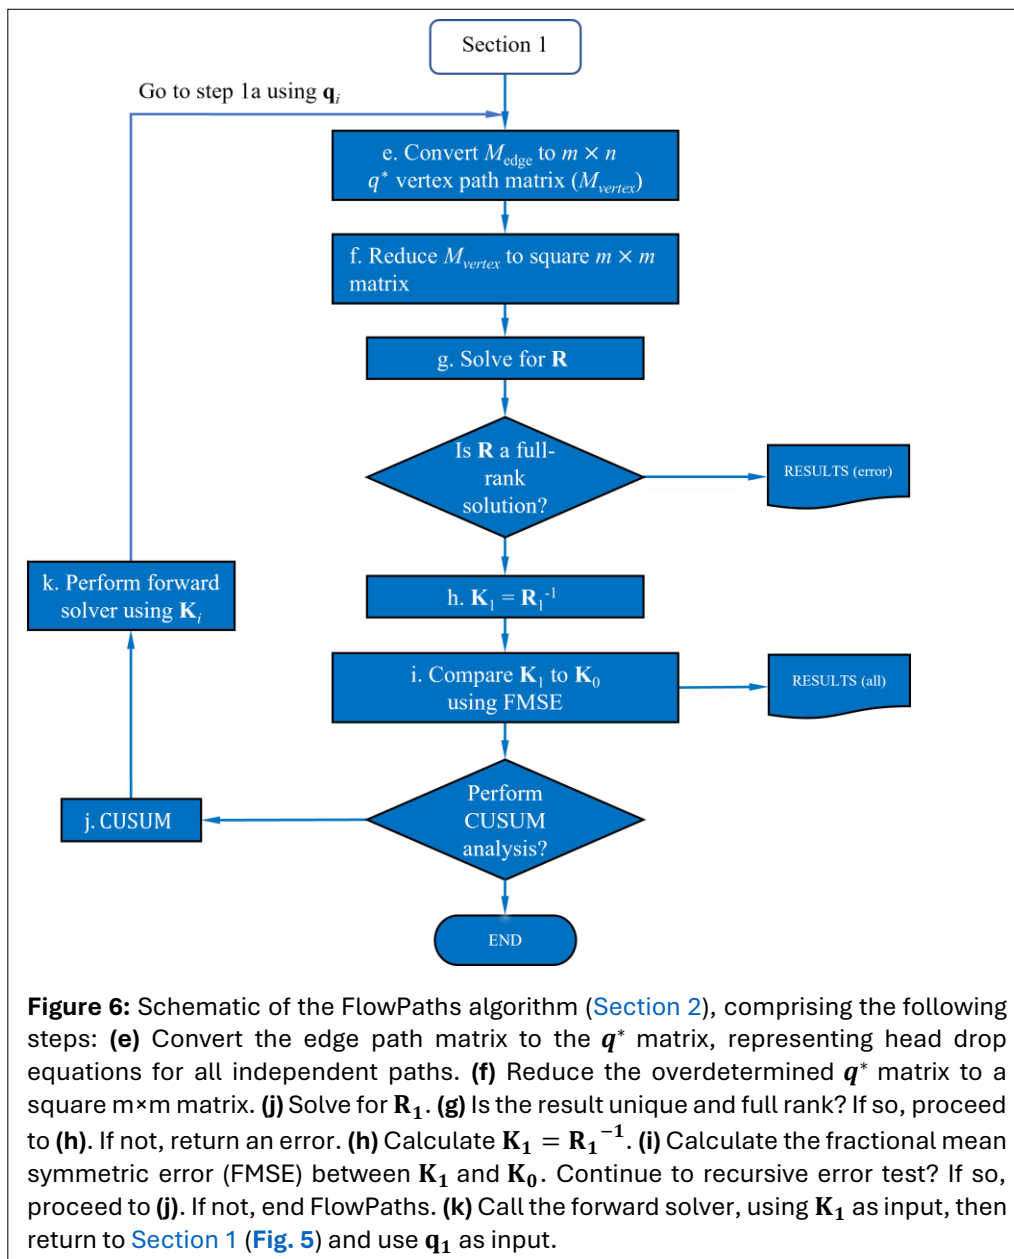 Section 1
Go to step 1a using qᵢ
e. Convert M_edge to m × n
q* vertex path matrix (M_vertex)
f. Reduce M_vertex to square m × m
matrix
g. Solve for R
Is R a full-
rank
solution?
RESULTS (error)
h. K₁ = R₁⁻¹
k. Perform forward
solver using Kᵢ
i. Compare K₁ to K₀
using FMSE
RESULTS (all)
Perform
CUSUM
analysis?
j. CUSUM
END
Figure 6: Schematic of the FlowPaths algorithm (Section 2), comprising the following
steps: (e) Convert the edge path matrix to the q* matrix, representing head drop
equations for all independent paths. (f) Reduce the overdetermined q* matrix to a
square m×m matrix. (j) Solve for R₁. (g) Is the result unique and full rank? If so, proceed
to (h). If not, return an error. (h) Calculate K₁ = R₁⁻¹. (i) Calculate the fractional mean
symmetric error (FMSE) between K₁ and K₀. Continue to recursive error test? If so,
proceed to (j). If not, end FlowPaths. (k) Call the forward solver, using K₁ as input, then
return to Section 1 (Fig. 5) and use q₁ as input.